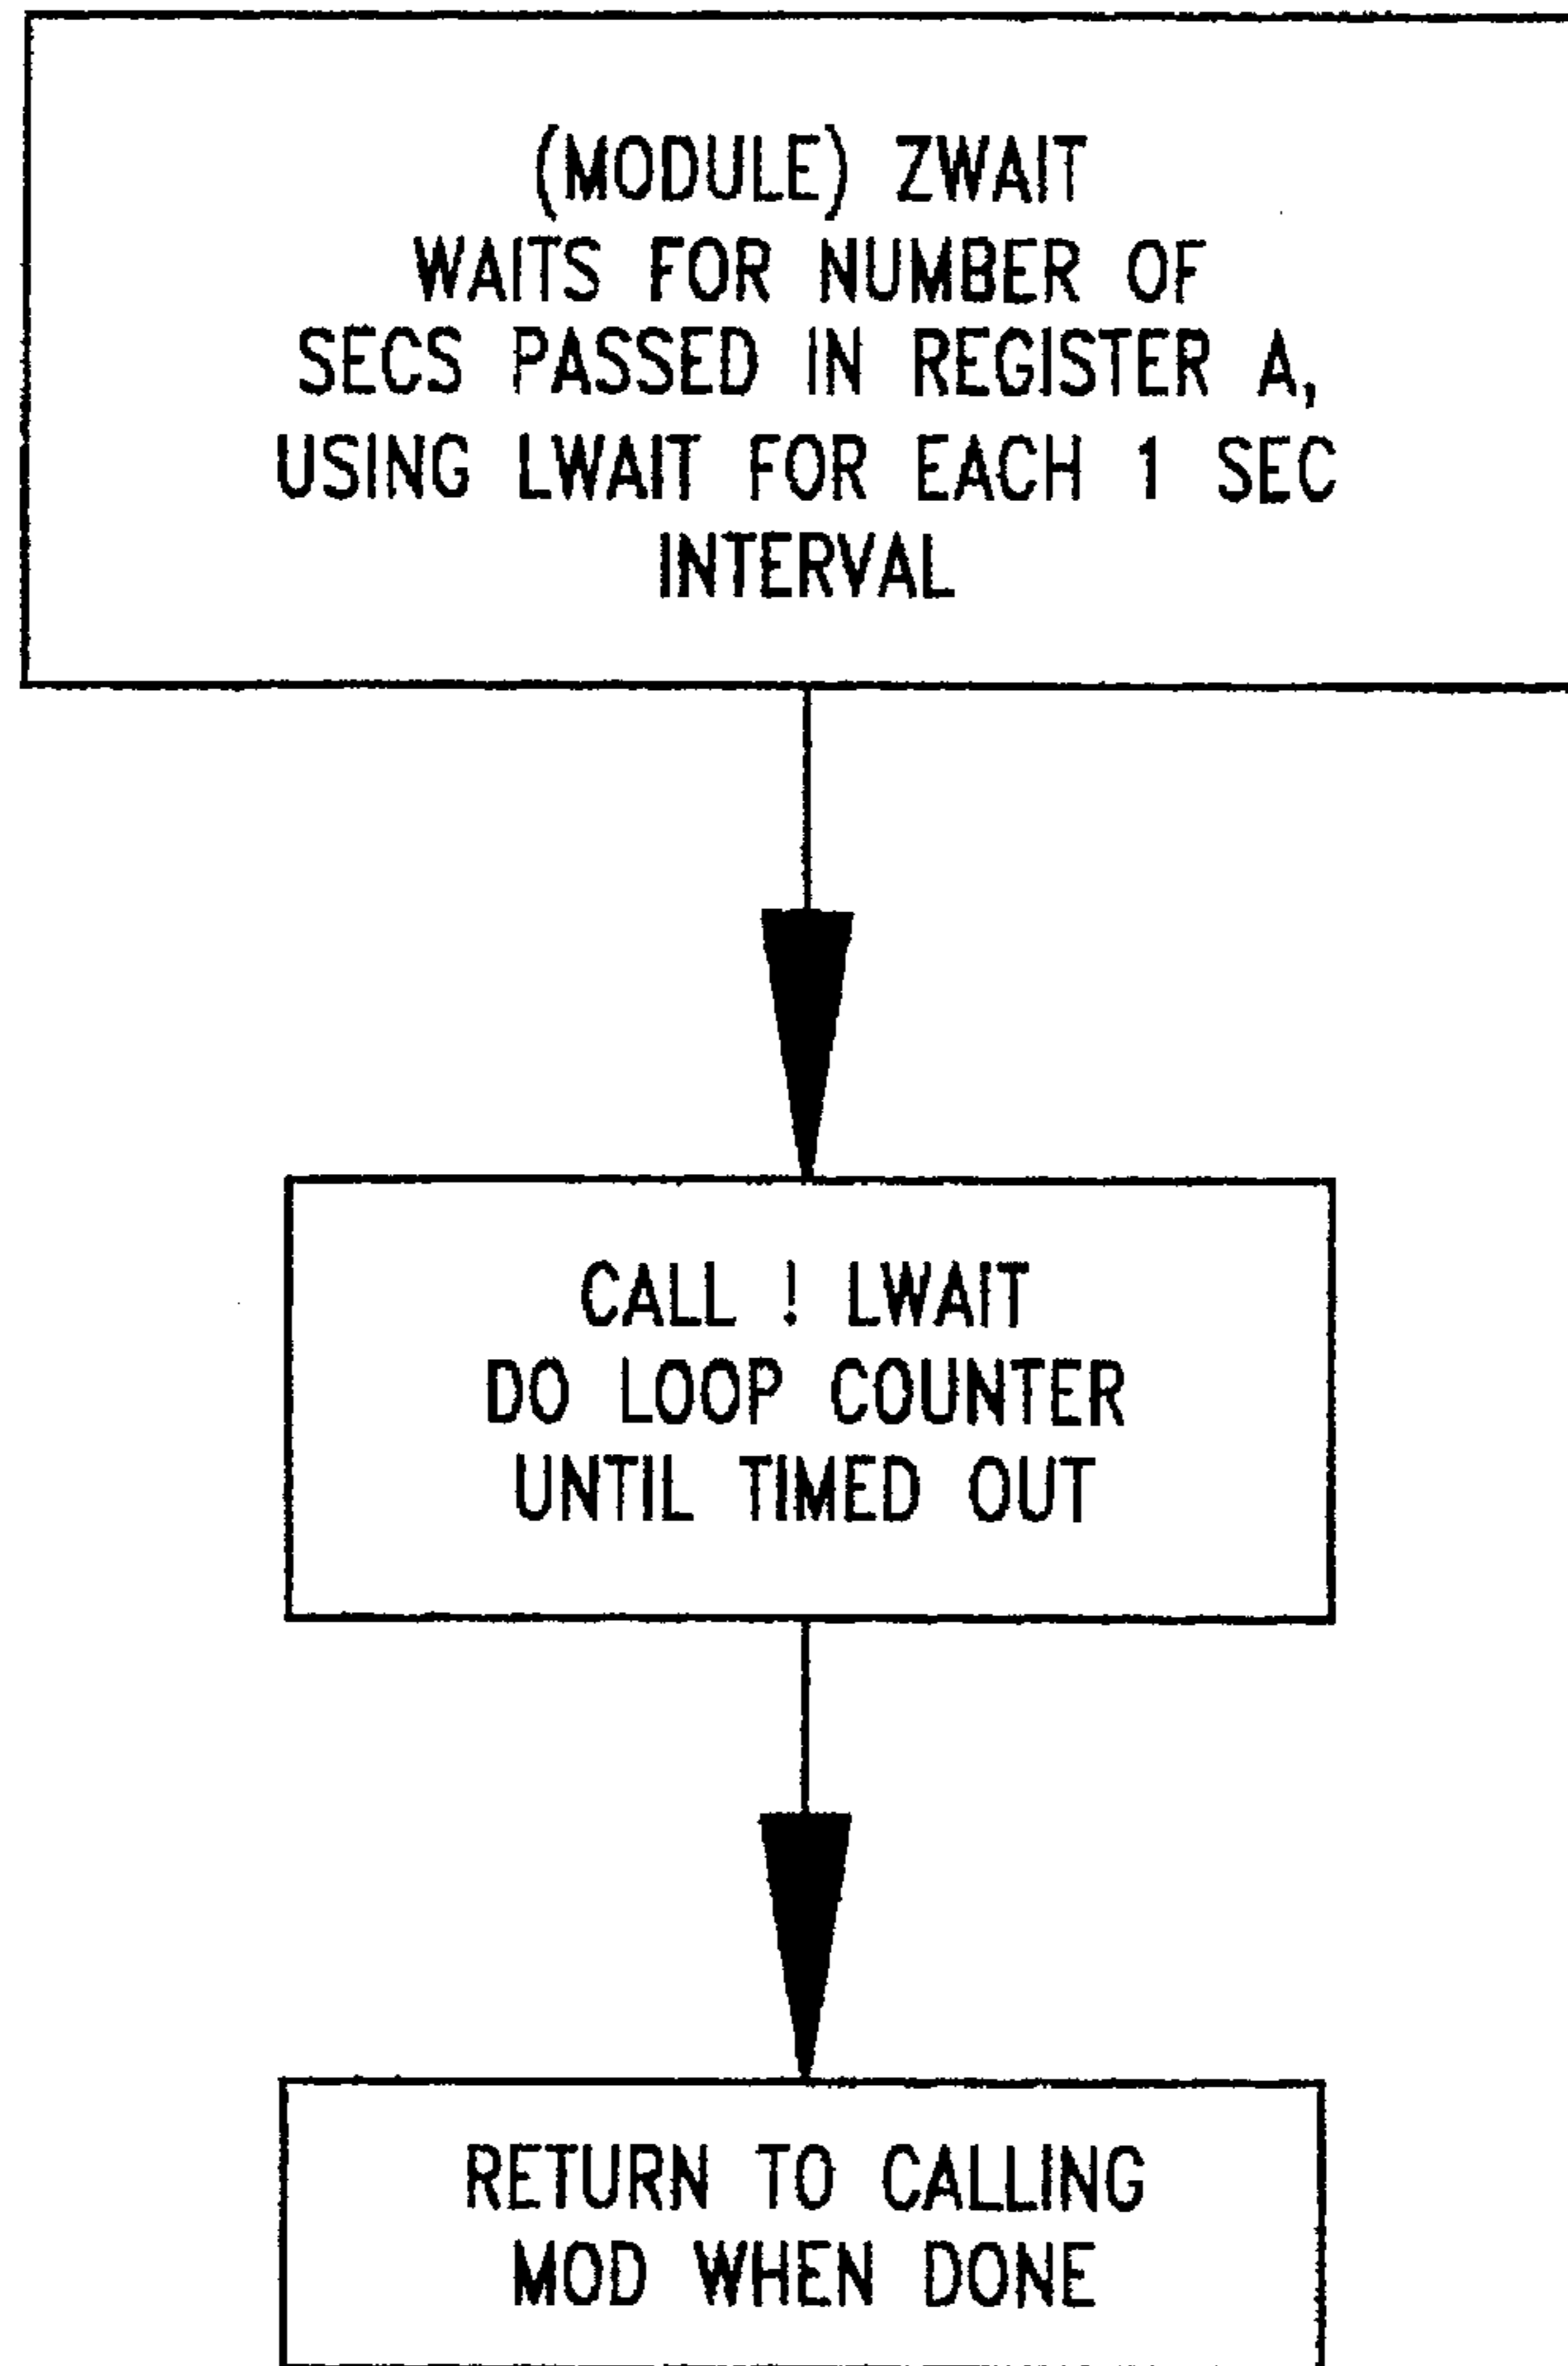 (MODULE) ZWAIT
WAITS FOR NUMBER OF
SECS PASSED IN REGISTER A,
USING LWAIT FOR EACH 1 SEC
INTERVAL
CALL ! LWAIT
DO LOOP COUNTER
UNTIL TIMED OUT
RETURN TO CALLING
MOD WHEN DONE